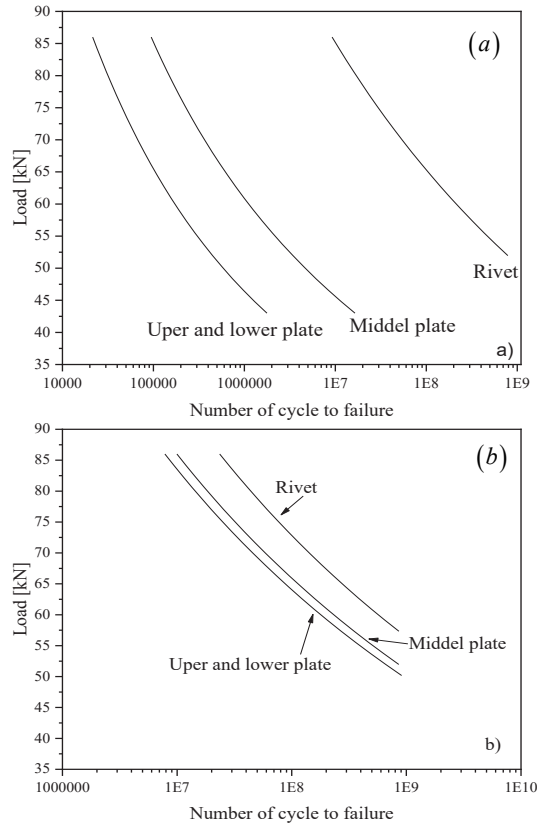 90
85
80
75
70
65
60
55
50
45
40
35
Load [kN]
(a)
Rivet
Uper and lower plate
Middel plate
a)
10000 100000 1000000 1E7 1E8 1E9
Number of cycle to failure
90
85
80
75
70
65
60
55
50
45
40
35
Load [kN]
(b)
Rivet
Middel plate
Uper and lower plate
b)
1000000 1E7 1E8 1E9 1E10
Number of cycle to failure